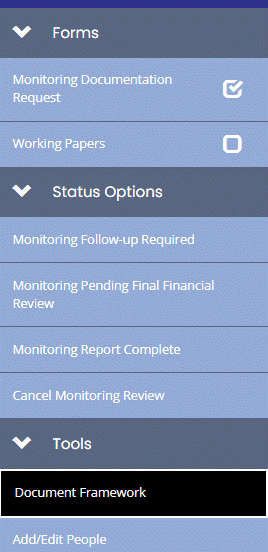 Forms
Monitoring Documentation
Request
Working Papers
Status Options
Monitoring Follow-up Required
Monitoring Pending Final Financial
Review
Monitoring Report Complete
Cancel Monitoring Review
Tools
Document Framework
Add/Edit People